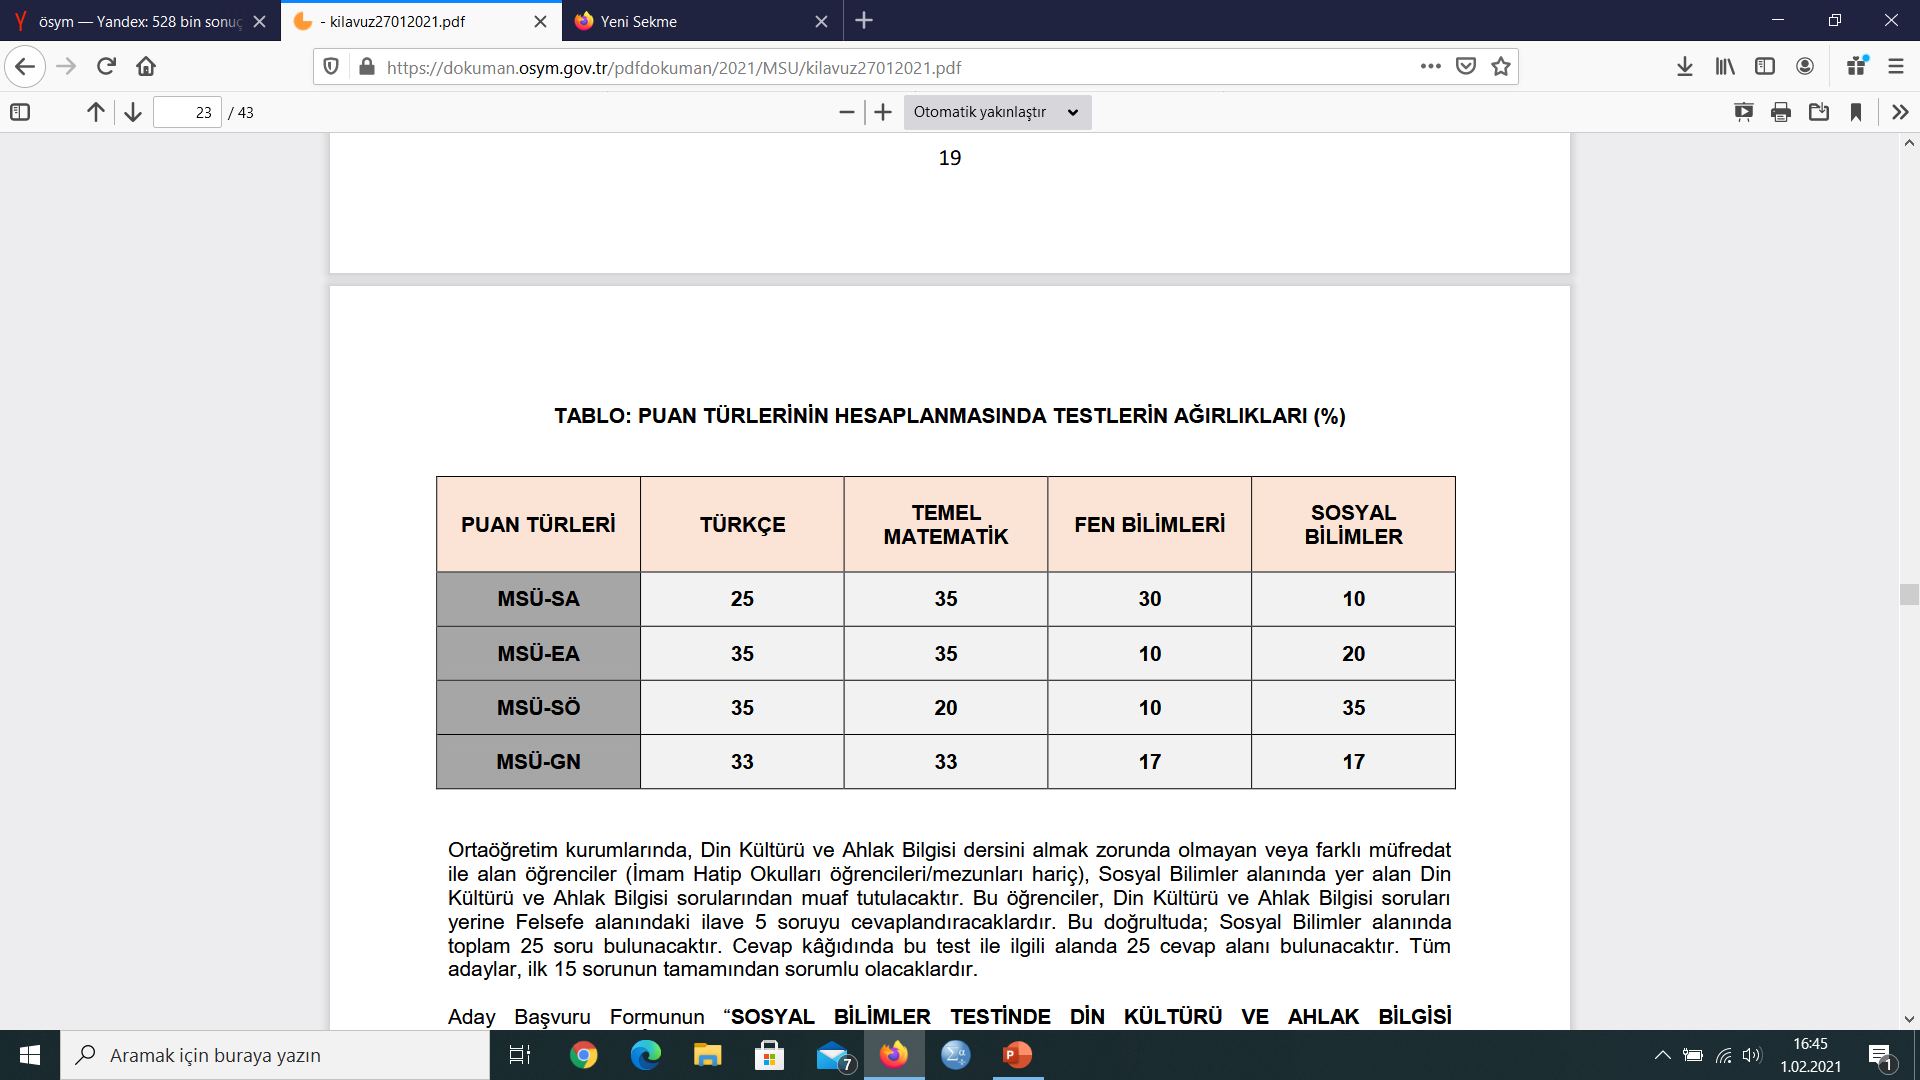 ösym — Yandex: 528 bin sonuç
- kilavuz27012021.pdf
Yeni Sekme
https://dokuman.osym.gov.tr/pdfdokuman/2021/MSU/kilavuz27012021.pdf
23 / 43
Otomatik yakınlaştır
19
TABLO: PUAN TÜRLERİNİN HESAPLANMASINDA TESTLERİN AĞIRLIKLARI (%)
PUAN TÜRLERİ TÜRKÇE TEMEL MATEMATİK FEN BİLİMLERİ SOSYAL BİLİMLER
MSÜ-SA 25 35 30 10
MSÜ-EA 35 35 10 20
MSÜ-SÖ 35 20 10 35
MSÜ-GN 33 33 17 17
Ortaöğretim kurumlarında, Din Kültürü ve Ahlak Bilgisi dersini almak zorunda olmayan veya farklı müfredat
ile alan öğrenciler (İmam Hatip Okulları öğrencileri/mezunları hariç), Sosyal Bilimler alanında yer alan Din
Kültürü ve Ahlak Bilgisi sorularından muaf tutulacaktır. Bu öğrenciler, Din Kültürü ve Ahlak Bilgisi soruları
yerine Felsefe alanındaki ilave 5 soruyu cevaplandıracaklardır. Bu doğrultuda; Sosyal Bilimler alanında
toplam 25 soru bulunacaktır. Cevap kâğıdında bu test ile ilgili alanda 25 cevap alanı bulunacaktır. Tüm
adaylar, ilk 15 sorunun tamamından sorumlu olacaklardır.
Aday Başvuru Formunun “SOSYAL BİLİMLER TESTİNDE DİN KÜLTÜRÜ VE AHLAK BİLGİSİ
Aramak için buraya yazın
7
16:45
1.02.2021
1